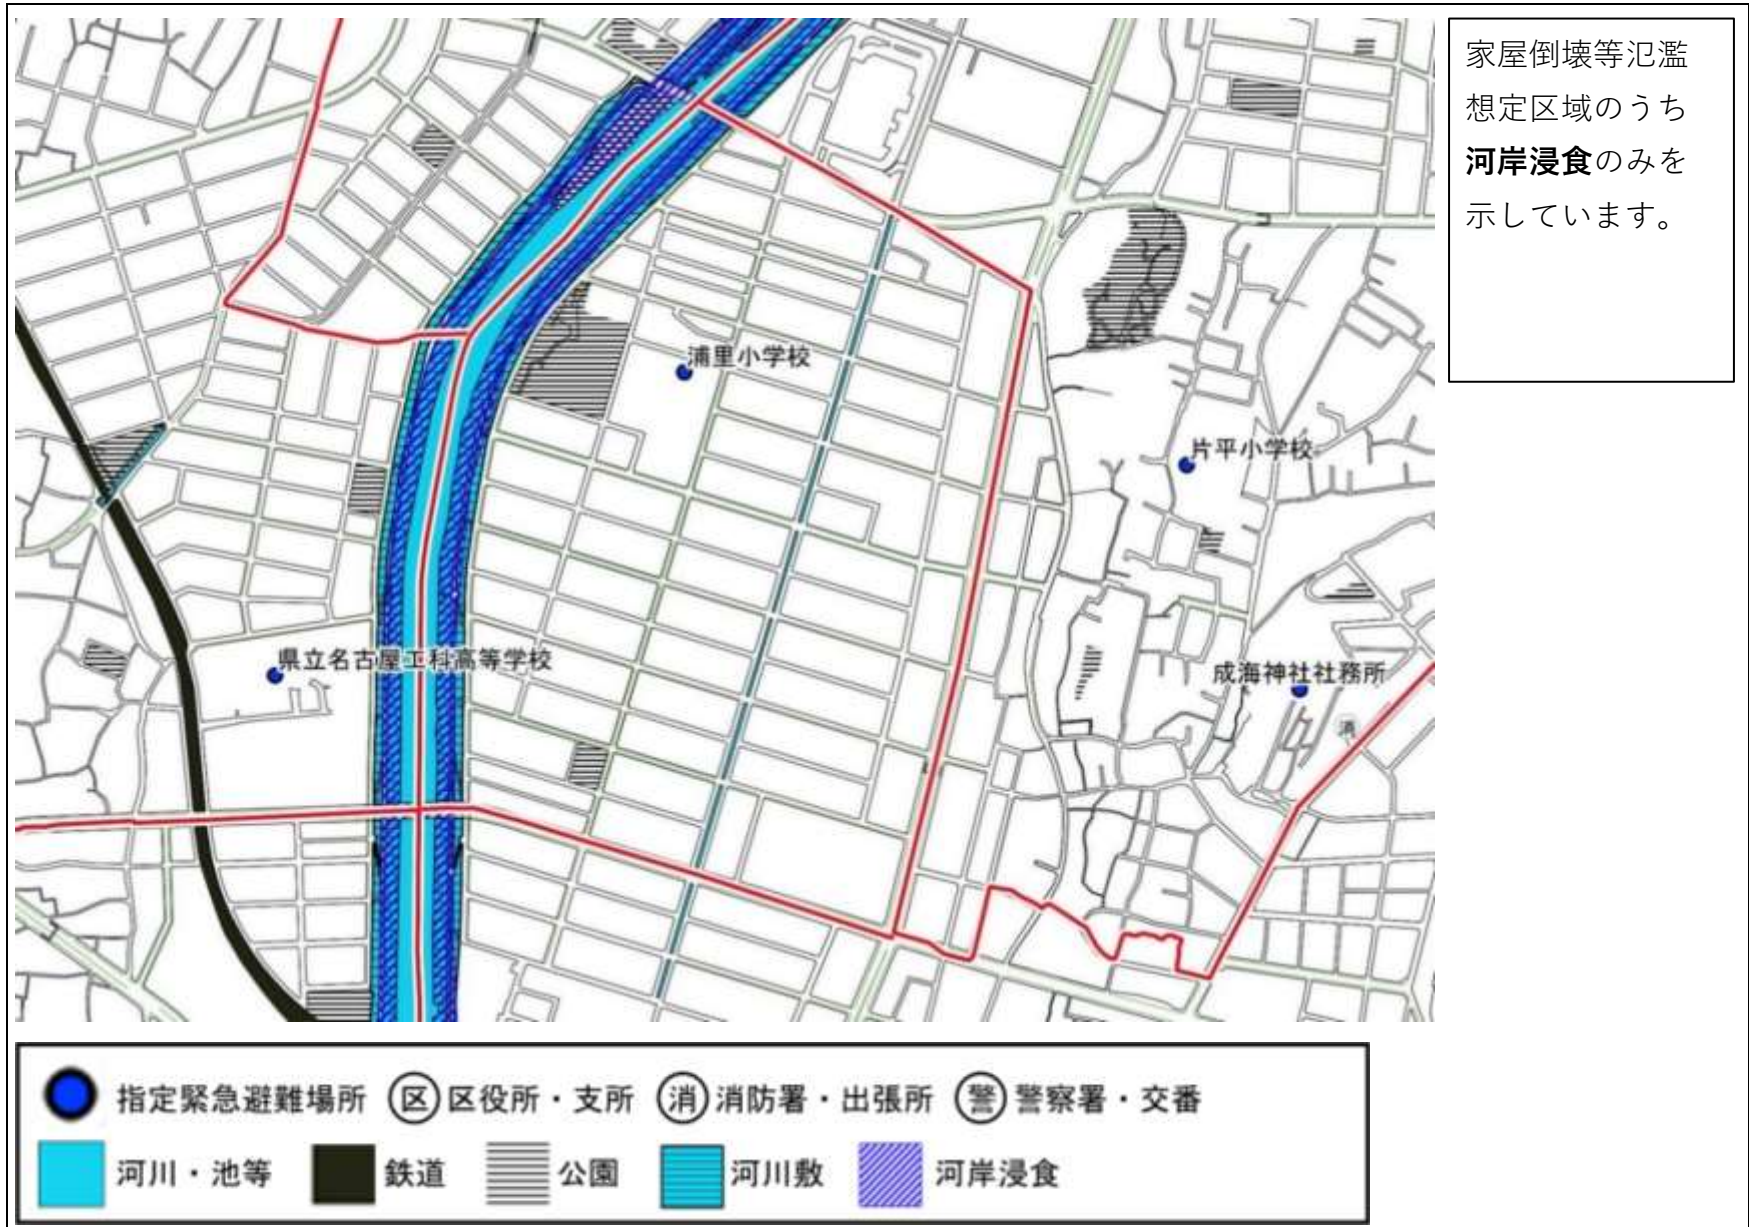 家屋倒壊等氾濫
想定区域のうち
河岸浸食のみを
示しています。
浦里小学校
片平小学校
県立名古屋工科高等学校
成海神社社務所
消
指定緊急避難場所 区 区役所・支所 消 消防署・出張所 警 警察署・交番
河川・池等 鉄道 公園 河川敷 河岸浸食